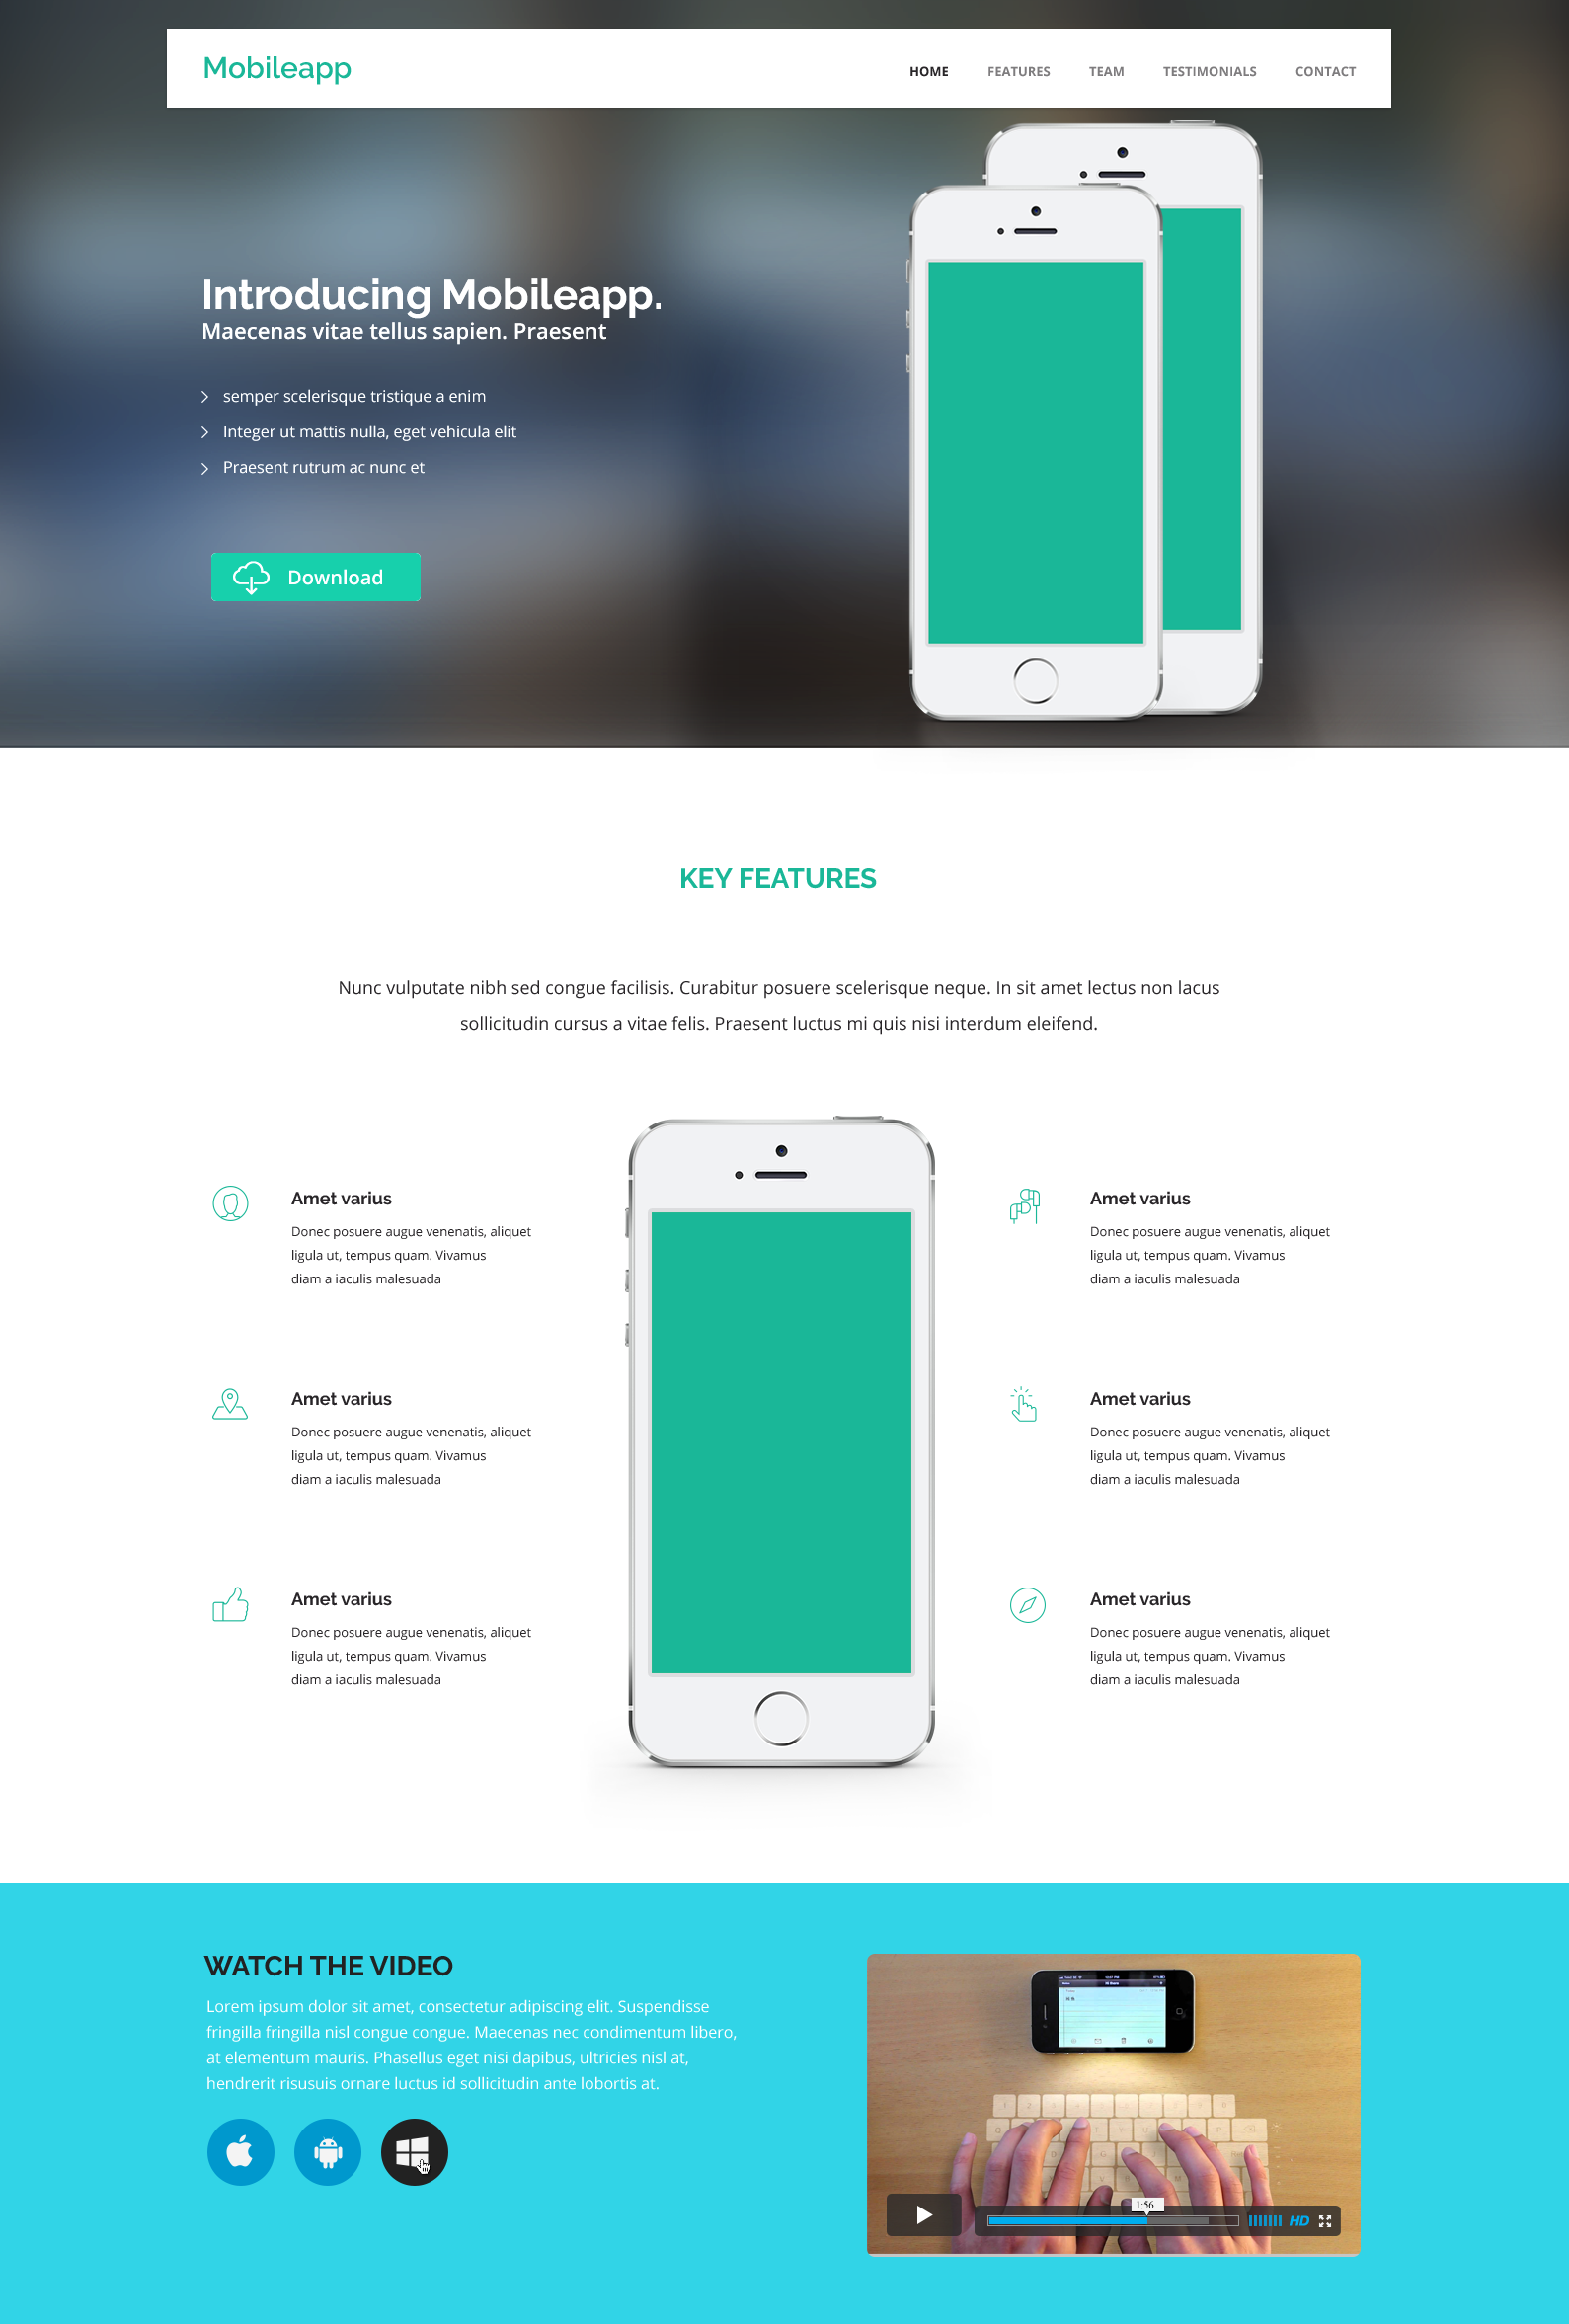 Mobileapp
HOME FEATURES TEAM TESTIMONIALS CONTACT
Introducing Mobileapp.
Maecenas vitae tellus sapien. Praesent
semper scelerisque tristique a enim
Integer ut mattis nulla, eget vehicula elit
Praesent rutrum ac nunc et
Download
KEY FEATURES
Nunc vulputate nibh sed congue facilisis. Curabitur posuere scelerisque neque. In sit amet lectus non lacus
sollicitudin cursus a vitae felis. Praesent luctus mi quis nisi interdum eleifend.
Amet varius
Donec posuere augue venenatis, aliquet
ligula ut, tempus quam. Vivamus
diam a iaculis malesuada
Amet varius
Donec posuere augue venenatis, aliquet
ligula ut, tempus quam. Vivamus
diam a iaculis malesuada
Amet varius
Donec posuere augue venenatis, aliquet
ligula ut, tempus quam. Vivamus
diam a iaculis malesuada
Amet varius
Donec posuere augue venenatis, aliquet
ligula ut, tempus quam. Vivamus
diam a iaculis malesuada
Amet varius
Donec posuere augue venenatis, aliquet
ligula ut, tempus quam. Vivamus
diam a iaculis malesuada
Amet varius
Donec posuere augue venenatis, aliquet
ligula ut, tempus quam. Vivamus
diam a iaculis malesuada
WATCH THE VIDEO
Lorem ipsum dolor sit amet, consectetur adipiscing elit. Suspendisse
fringilla fringilla nisl congue congue. Maecenas nec condimentum libero,
at elementum mauris. Phasellus eget nisi dapibus, ultricies nisl at,
hendrerit risusuis ornare luctus id sollicitudin ante lobortis at.
1:56
HD